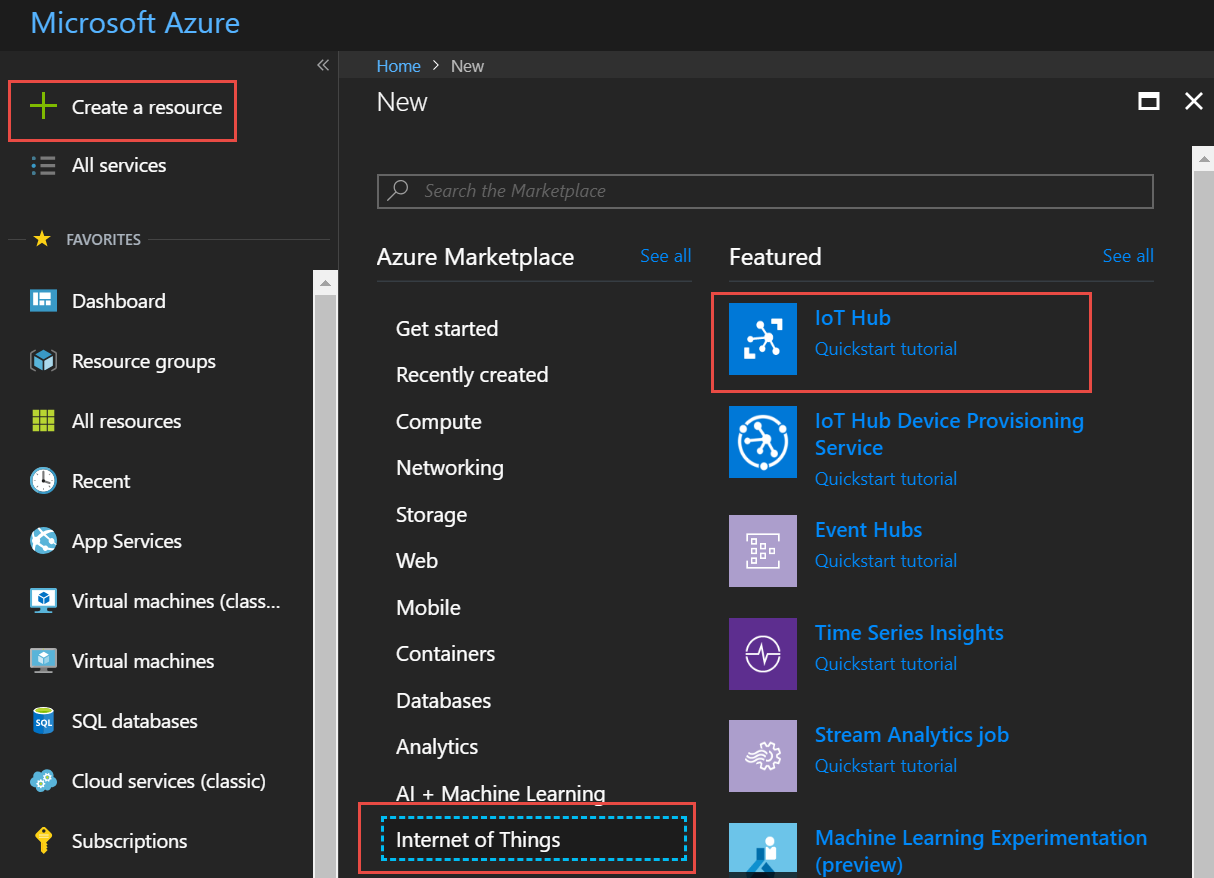 Microsoft Azure
Create a resource
All services
FAVORITES
Dashboard
Resource groups
All resources
Recent
App Services
Virtual machines (class...
Virtual machines
SQL
SQL databases
Cloud services (classic)
Subscriptions
Home > New
New
Search the Marketplace
Azure Marketplace
See all
Get started
Recently created
Compute
Networking
Storage
Web
Mobile
Containers
Databases
Analytics
AI + Machine Learning
Internet of Things
Featured
See all
IoT Hub
Quickstart tutorial
IoT Hub Device Provisioning
Service
Quickstart tutorial
Event Hubs
Quickstart tutorial
Time Series Insights
Quickstart tutorial
Stream Analytics job
Quickstart tutorial
Machine Learning Experimentation
(preview)